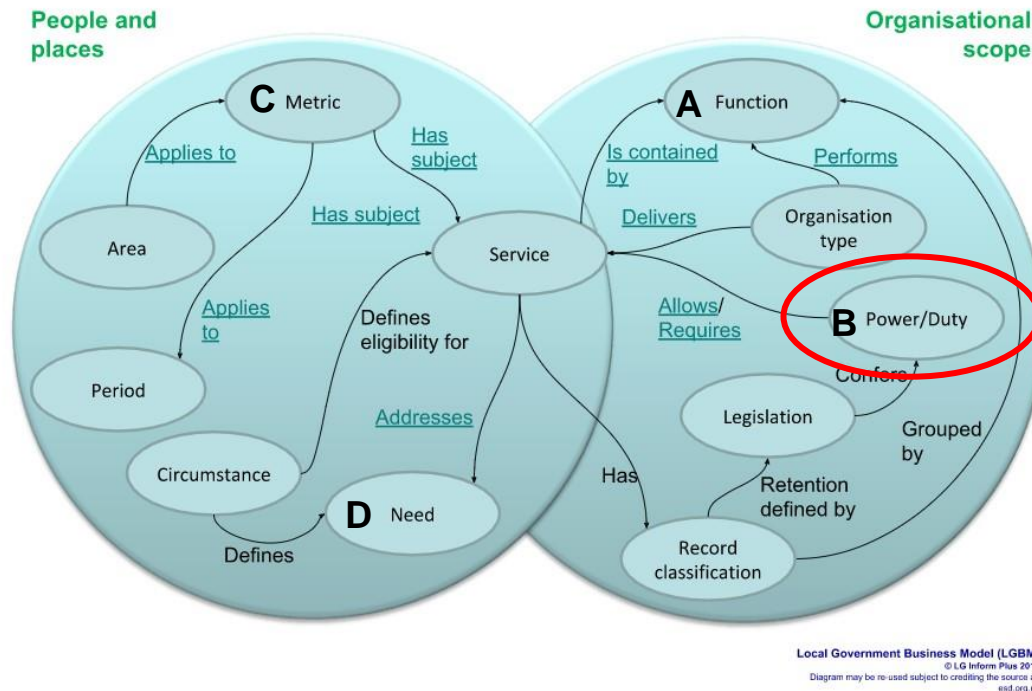 People and
places
Organisational
scope
C Metric
A Function
Applies to
Has
subject
Is contained
by
Performs
Has subject
Delivers
Organisation
type
Area
Service
Applies
to
Defines
eligibility for
Allows/
Requires
B Power/Duty
Confers
Period
Addresses
Legislation
Grouped
by
Circumstance
Has
Retention
defined by
D Need
Defines
Record
classification
Local Government Business Model (LGBM
© LG Inform Plus 201
Diagram may be re-used subject to crediting the source
esd.org.